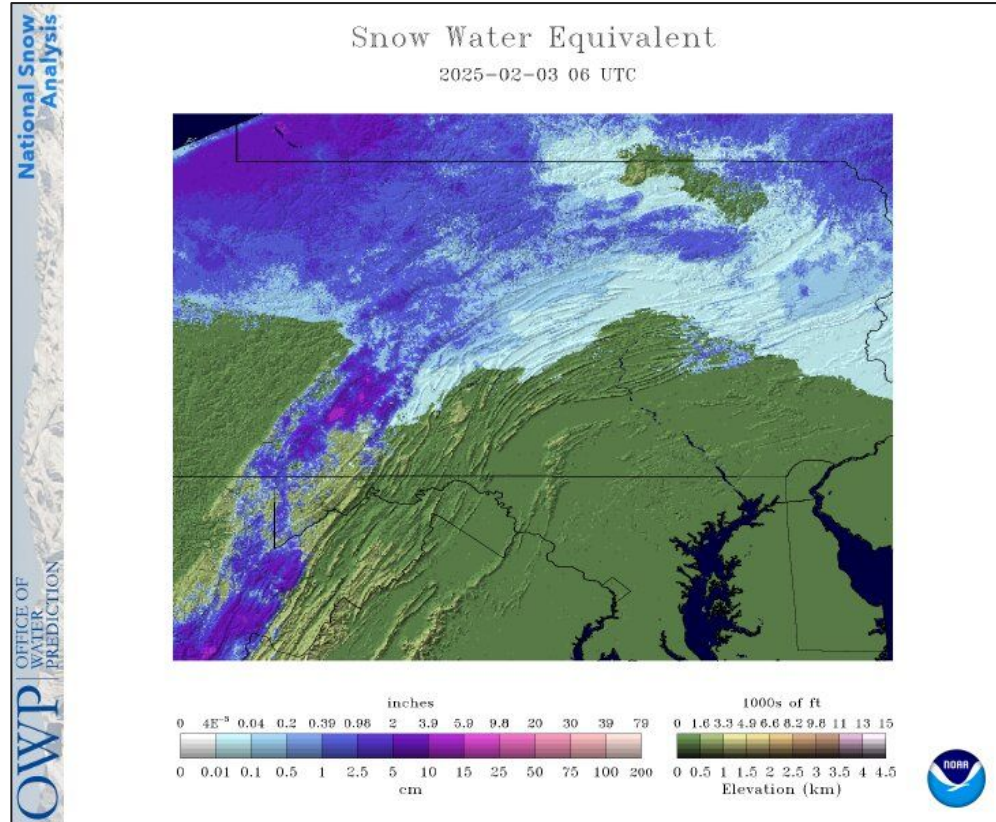 National Snow
Analysis
Snow Water Equivalent
2025-02-03 06 UTC
OWP
OFFICE OF
WATER
PREDICTION
inches
0 4E⁻³ 0.04 0.2 0.39 0.98 2 3.9 5.9 9.8 20 30 39 79
0 0.01 0.1 0.5 1 2.5 5 10 15 25 50 75 100 200
cm
1000s of ft
0 1.6 3.3 4.9 6.6 8.2 9.8 11 13 15
0 0.5 1 1.5 2 2.5 3 3.5 4 4.5
Elevation (km)
NOAA